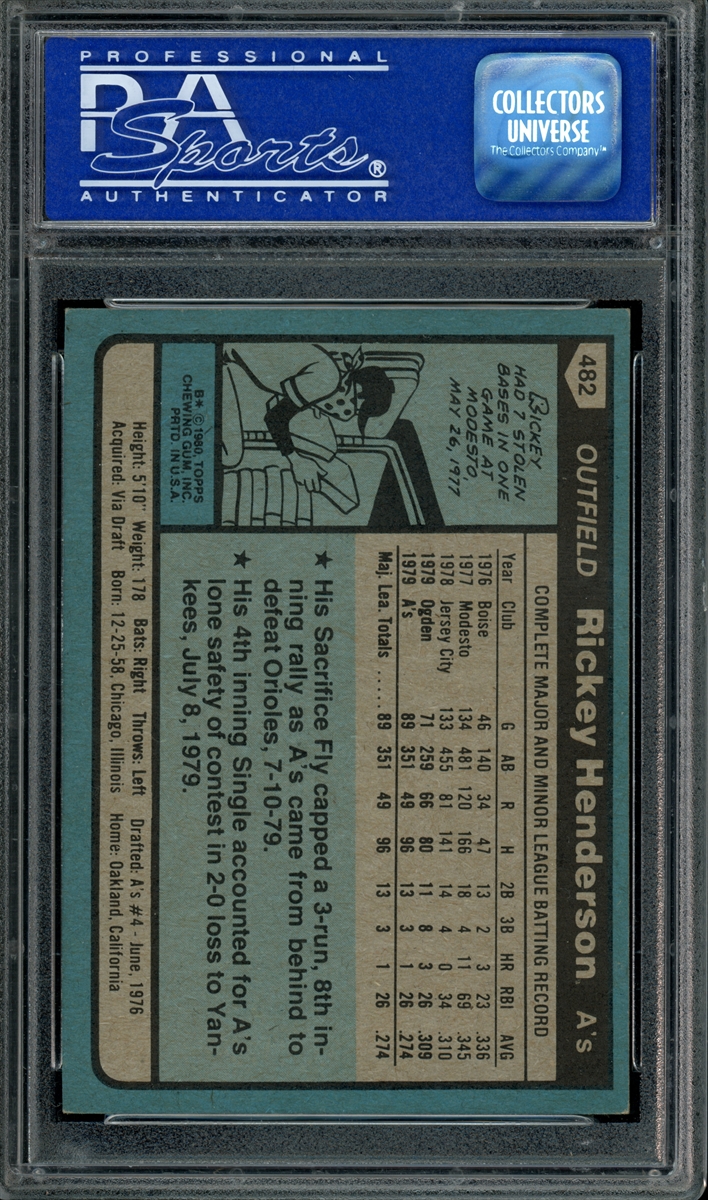 PROFESSIONAL
PSA
Sports®
AUTHENTICATOR
COLLECTORS
UNIVERSE
The Collectors Company™
482 OUTFIELD Rickey Henderson A's
RICKEY
HAD 7 STOLEN
BASES IN ONE
GAME AT
MODESTO,
MAY 26, 1977
B* © 1980, TOPPS
CHEWING GUM, INC.
PRTD. IN U.S.A.
COMPLETE MAJOR AND MINOR LEAGUE BATTING RECORD
Year Club G AB R H 2B 3B HR RBI AVG
1976 Boise 46 140 34 47 13 2 3 23 .336
1977 Modesto 134 481 120 166 18 4 11 69 .345
1978 Jersey City 133 455 81 141 14 4 0 34 .310
1979 Ogden 71 259 66 80 11 8 3 26 .309
1979 A's 89 351 49 96 13 3 1 26 .274
Maj. Lea. Totals ..... 89 351 49 96 13 3 1 26 .274
★ His Sacrifice Fly capped a 3-run, 8th in-
ning rally as A's came from behind to
defeat Orioles, 7-10-79.
★ His 4th inning Single accounted for A's
lone safety of contest in 2-0 loss to Yan-
kees, July 8, 1979.
Height: 5'10" Weight: 178 Bats: Right Throws: Left Drafted: A's #4 - June, 1976
Acquired: Via Draft Born: 12-25-58, Chicago, Illinois Home: Oakland, California